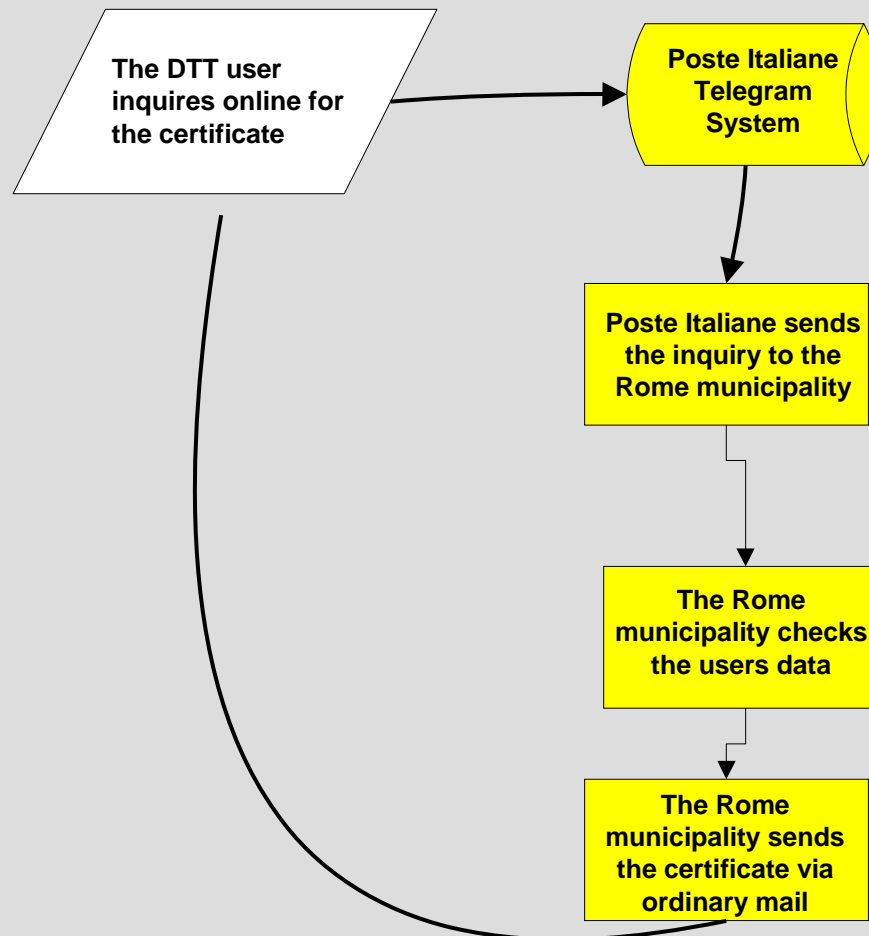 The DTT user
inquires online for
the certificate
Poste Italiane
Telegram
System
Poste Italiane sends
the inquiry to the
Rome municipality
The Rome
municipality checks
the users data
The Rome
municipality sends
the certificate via
ordinary mail